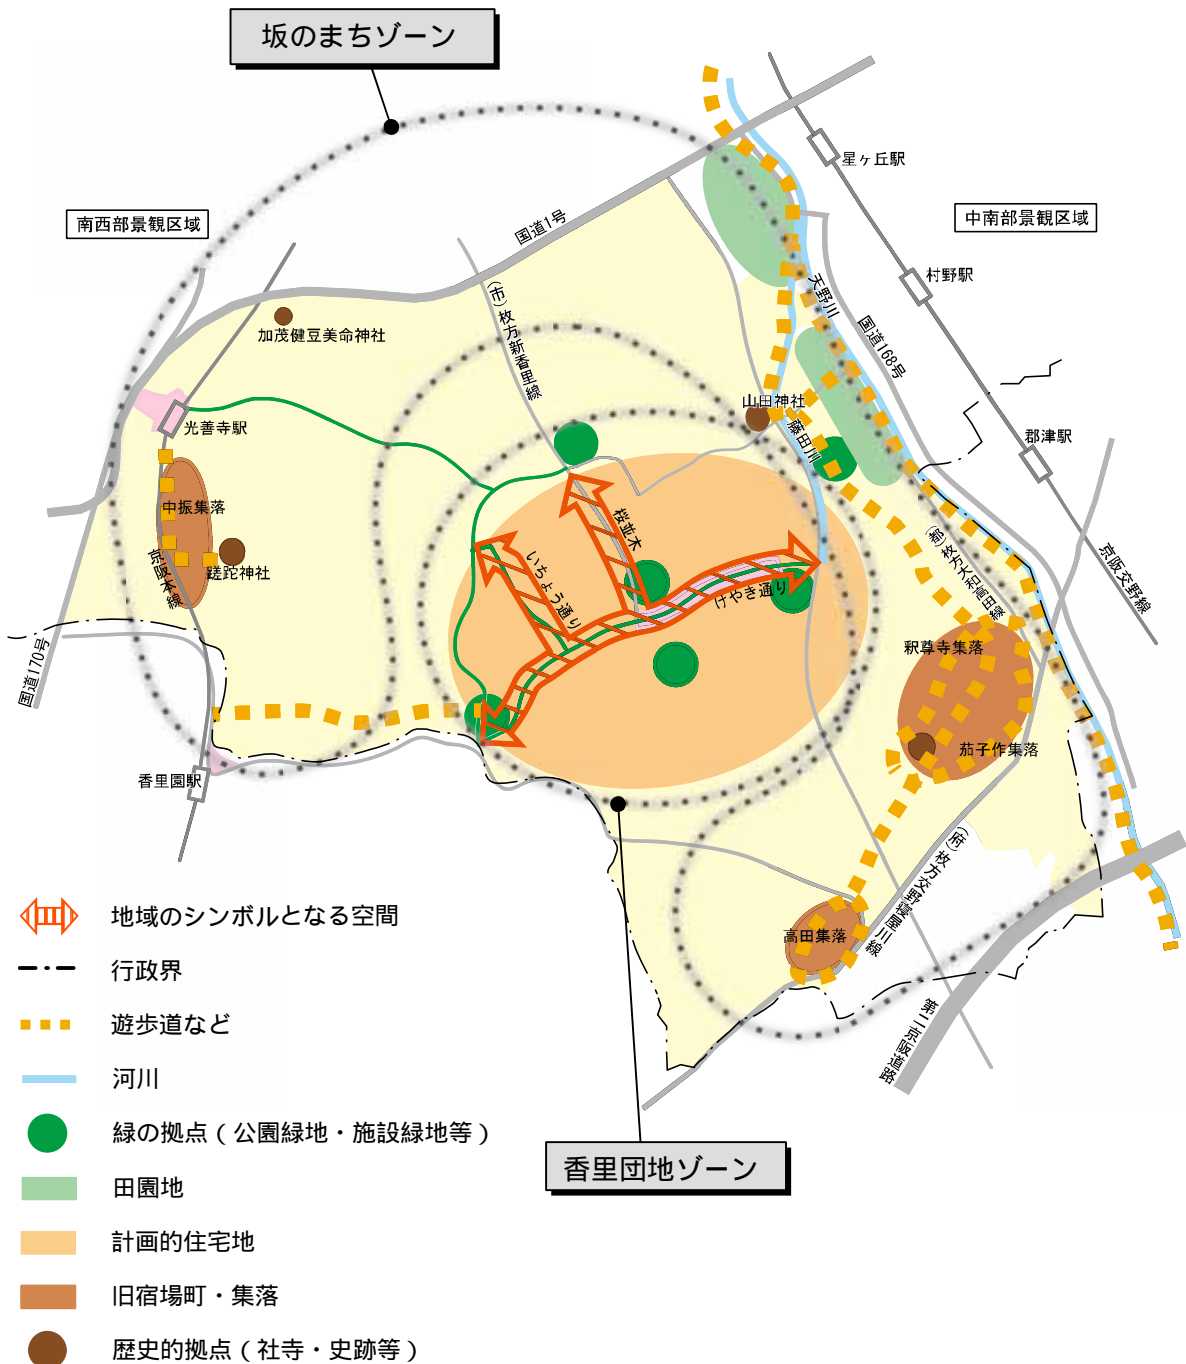 坂のまちゾーン
南西部景観区域
中南部景観区域
星ヶ丘駅
国道1号
村野駅
天野川
(市)枚方新香里線
国道168号
加茂健豆美命神社
山田神社
光善寺駅
藤田川
郡津駅
中振集落
桜並木
京阪本線
蹉跎神社
いちょう通り
けやき通り
(都)枚方大和高田線
京阪交野線
国道170号
釈尊寺集落
茄子作集落
香里園駅
(府)枚方交野寝屋川線
高田集落
第二京阪道路
香里団地ゾーン
地域のシンボルとなる空間
行政界
遊歩道など
河川
緑の拠点(公園緑地・施設緑地等)
田園地
計画的住宅地
旧宿場町・集落
歴史的拠点(社寺・史跡等)